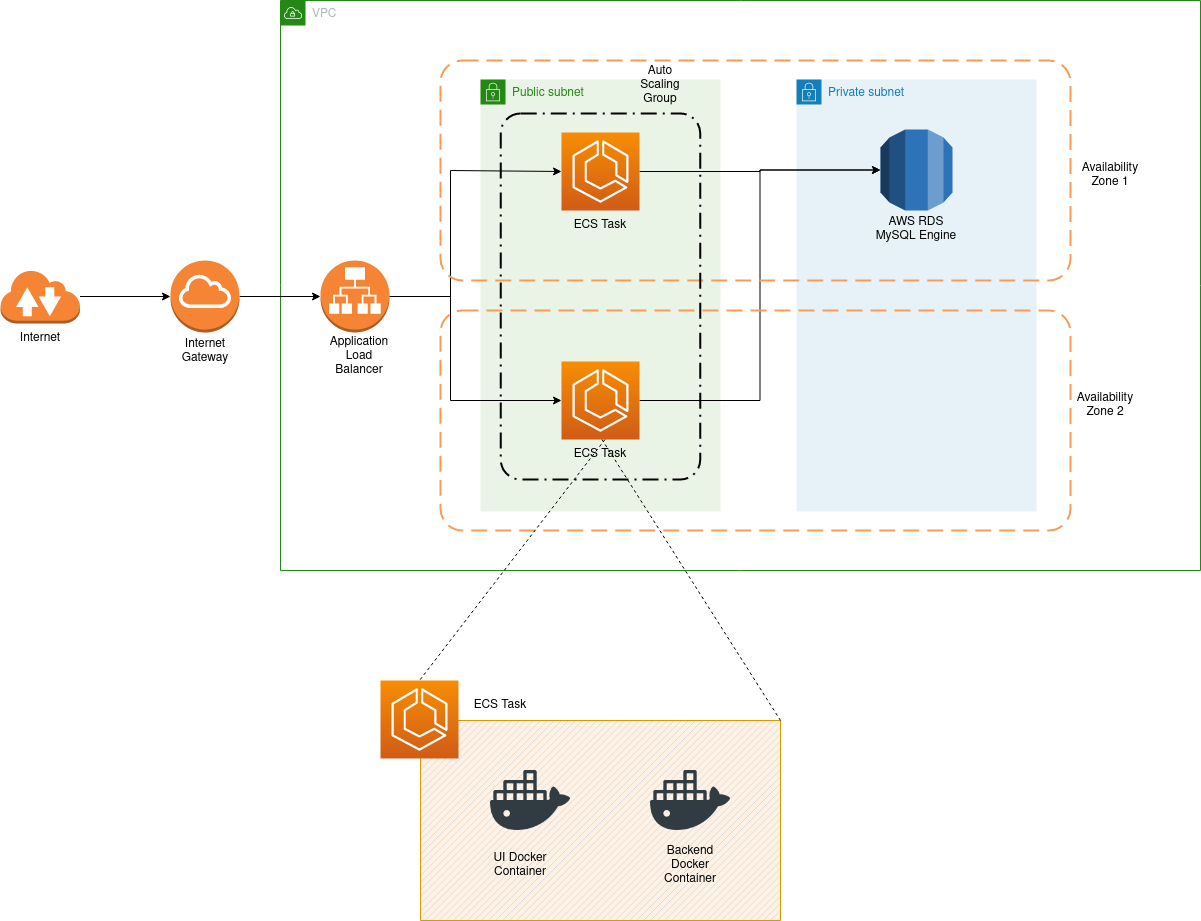 VPC
Auto
Scaling
Group
Public subnet
Private subnet
ECS Task
AWS RDS
MySQL Engine
Availability
Zone 1
Internet
Internet
Gateway
Application
Load
Balancer
Availability
Zone 2
ECS Task
ECS Task
UI Docker
Container
Backend
Docker
Container